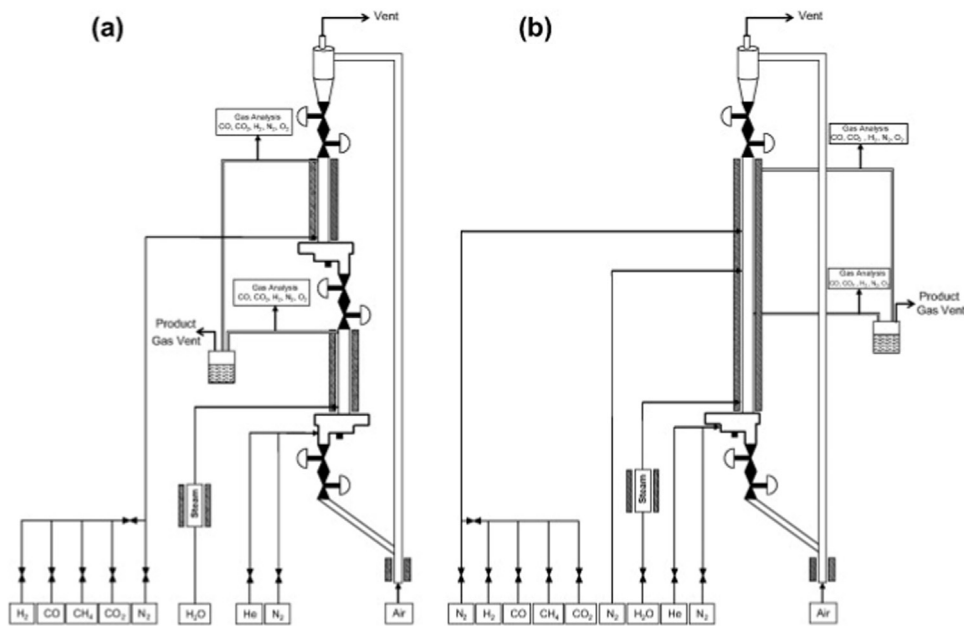 (a)
Vent
Gas Analysis
CO, CO₂, H₂, N₂, O₂
Gas Analysis
CO, CO₂, H₂, N₂, O₂
Product
Gas Vent
Steam
H₂
CO
CH₄
CO₂
N₂
H₂O
He
N₂
Air
(b)
Vent
Gas Analysis
CO, CO₂, H₂, N₂, O₂
Gas Analysis
CO, CO₂, H₂, N₂, O₂
Product
Gas Vent
Steam
N₂
H₂
CO
CH₄
CO₂
N₂
H₂O
He
N₂
Air